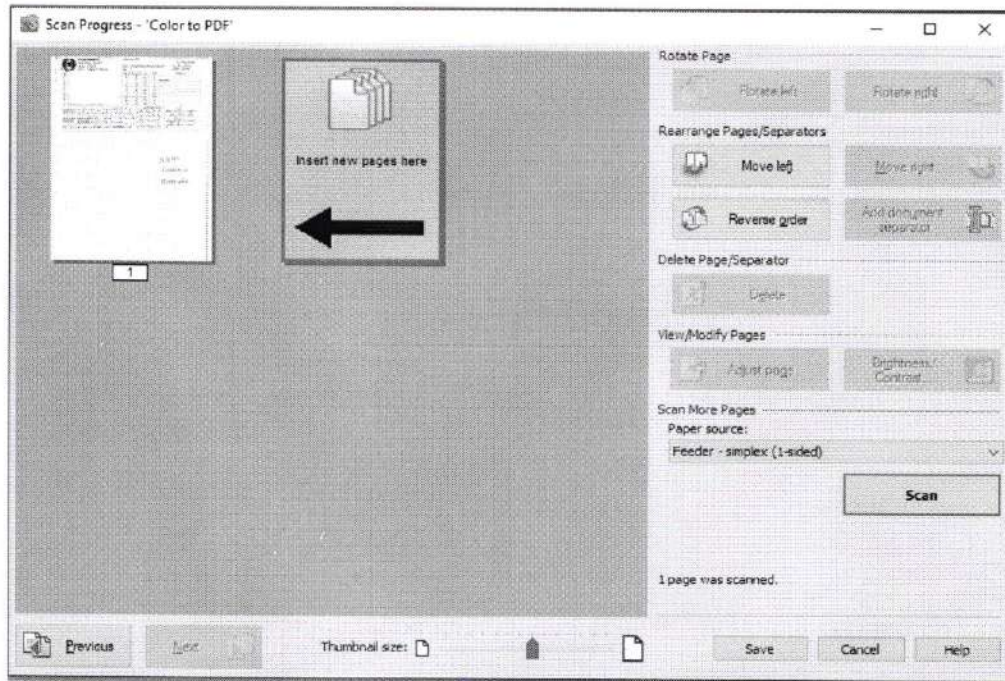 Scan Progress - 'Color to PDF'
Insert new pages here
1
Rotate Page
Rotate left
Rotate right
Rearrange Pages/Separators
Move left
Move right
Reverse order
Add document
separator
Delete Page/Separator
Delete
View/Modify Pages
Adjust page
Brightness/
Contrast...
Scan More Pages
Paper source:
Feeder - simplex (1-sided)
Scan
1 page was scanned.
Previous
Next
Thumbnail size:
Save
Cancel
Help